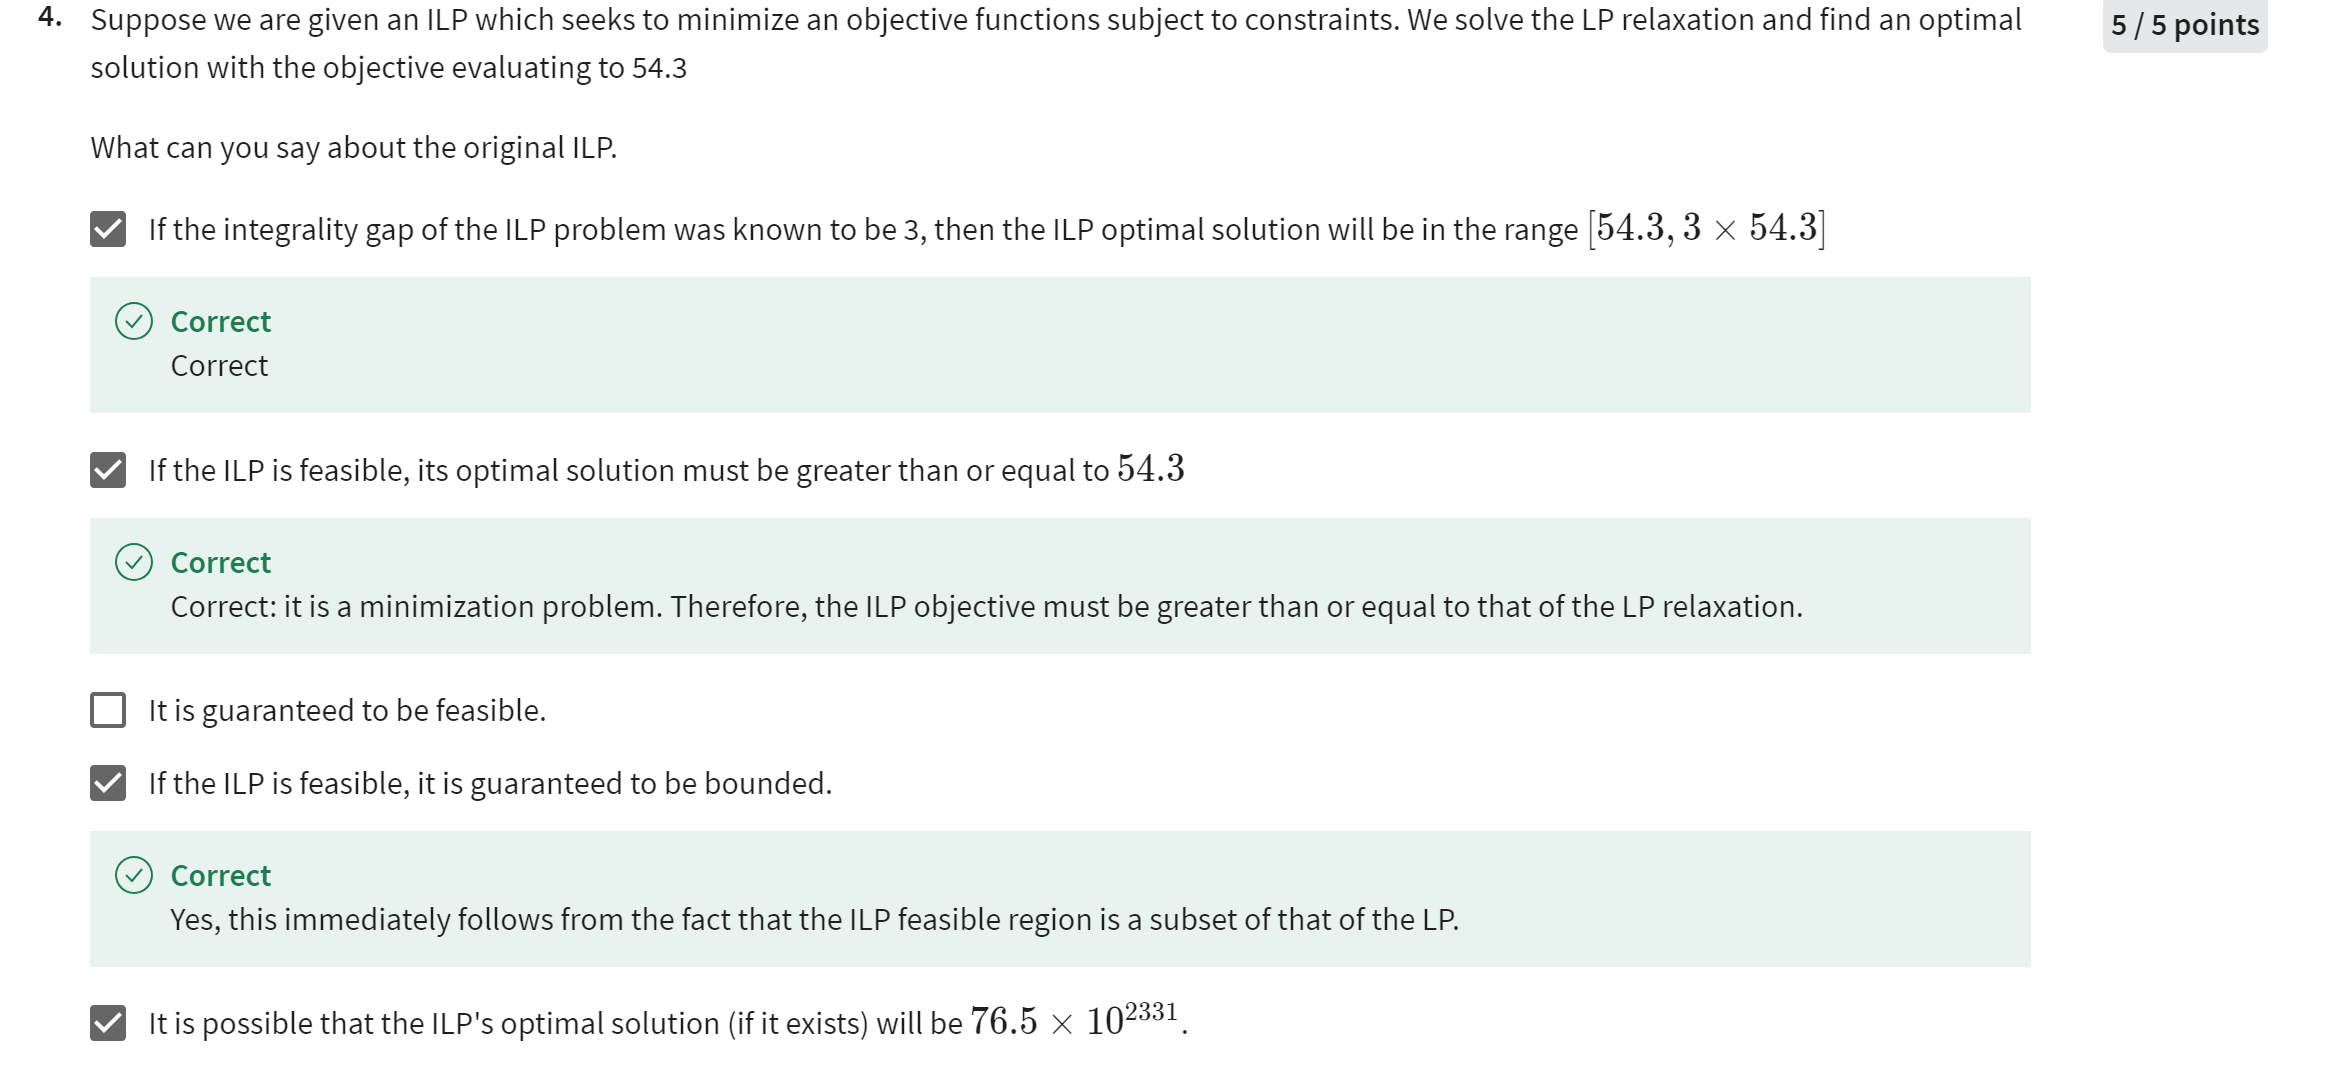 4. Suppose we are given an ILP which seeks to minimize an objective functions subject to constraints. We solve the LP relaxation and find an optimal
5 / 5 points
solution with the objective evaluating to 54.3
What can you say about the original ILP.
If the integrality gap of the ILP problem was known to be 3, then the ILP optimal solution will be in the range [54.3, 3 × 54.3]
Correct
Correct
If the ILP is feasible, its optimal solution must be greater than or equal to 54.3
Correct
Correct: it is a minimization problem. Therefore, the ILP objective must be greater than or equal to that of the LP relaxation.
It is guaranteed to be feasible.
If the ILP is feasible, it is guaranteed to be bounded.
Correct
Yes, this immediately follows from the fact that the ILP feasible region is a subset of that of the LP.
It is possible that the ILP's optimal solution (if it exists) will be 76.5 × 10^2331.